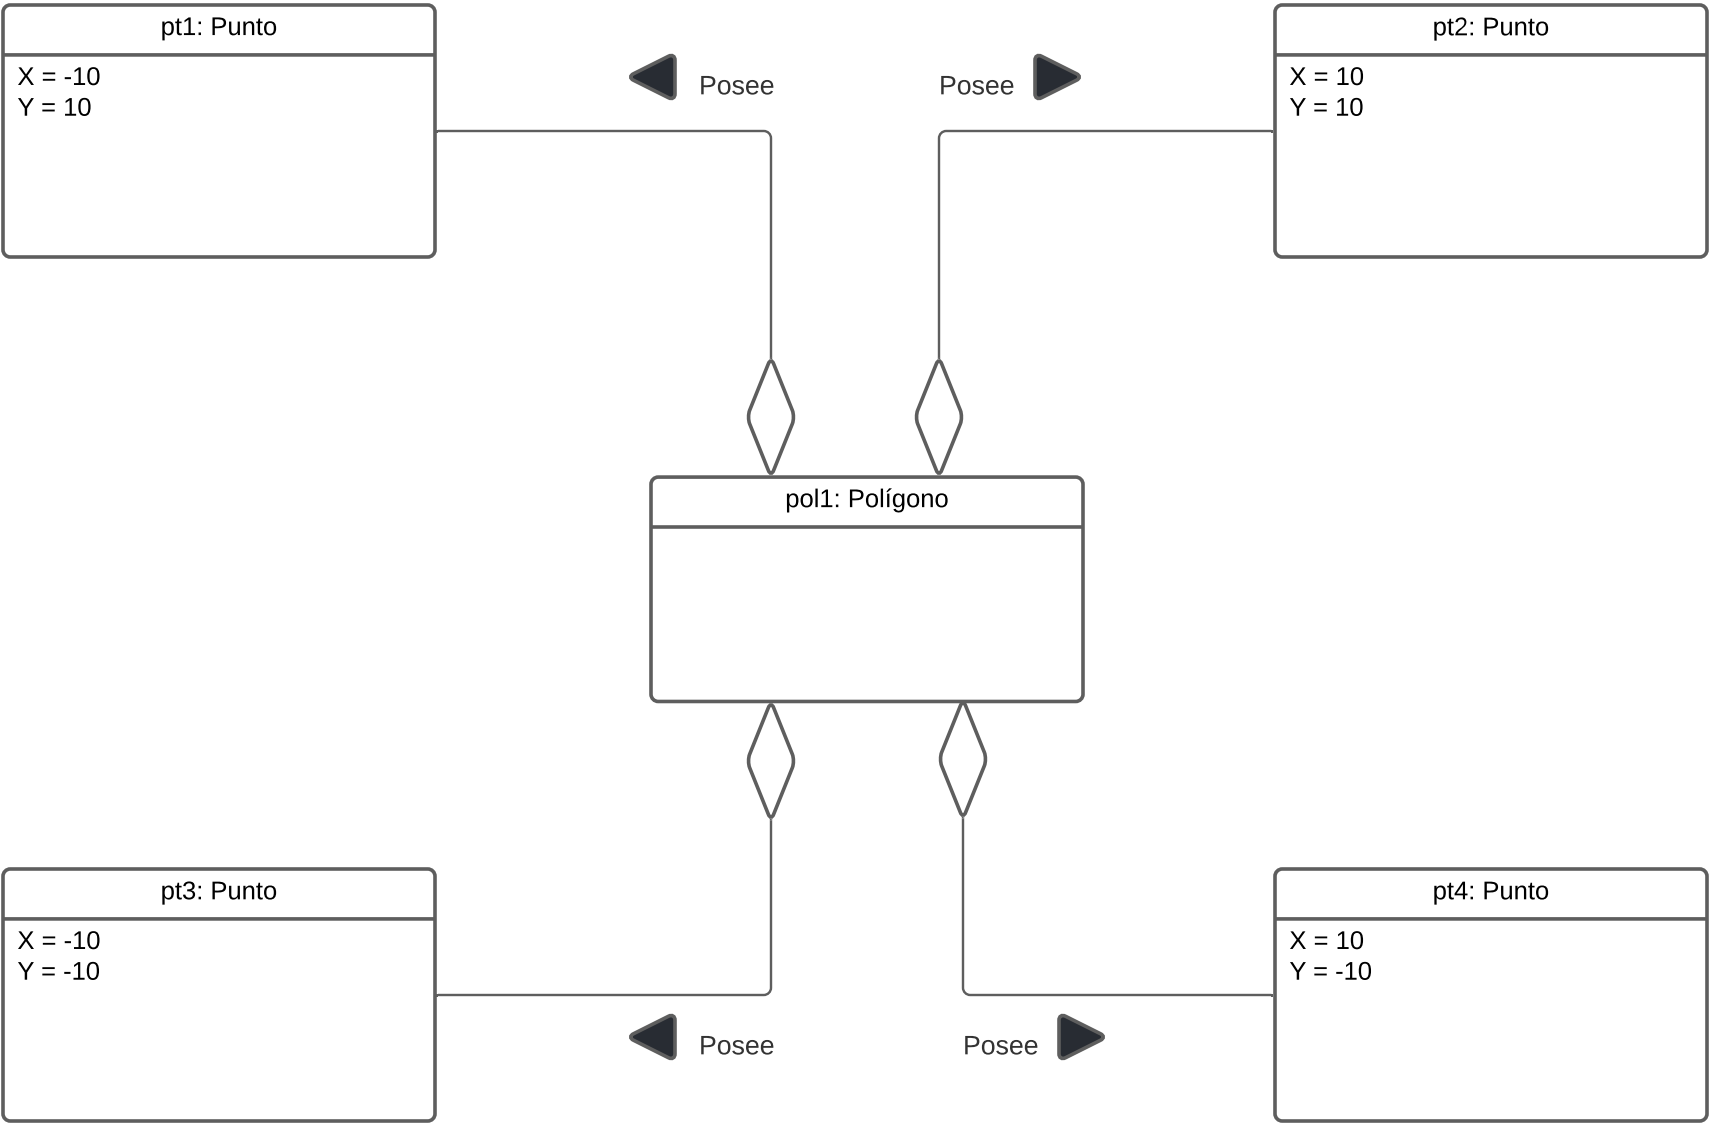 pt1: Punto
X = -10
Y = 10
Posee
Posee
pt2: Punto
X = 10
Y = 10
pol1: Polígono
pt3: Punto
X = -10
Y = -10
Posee
Posee
pt4: Punto
X = 10
Y = -10